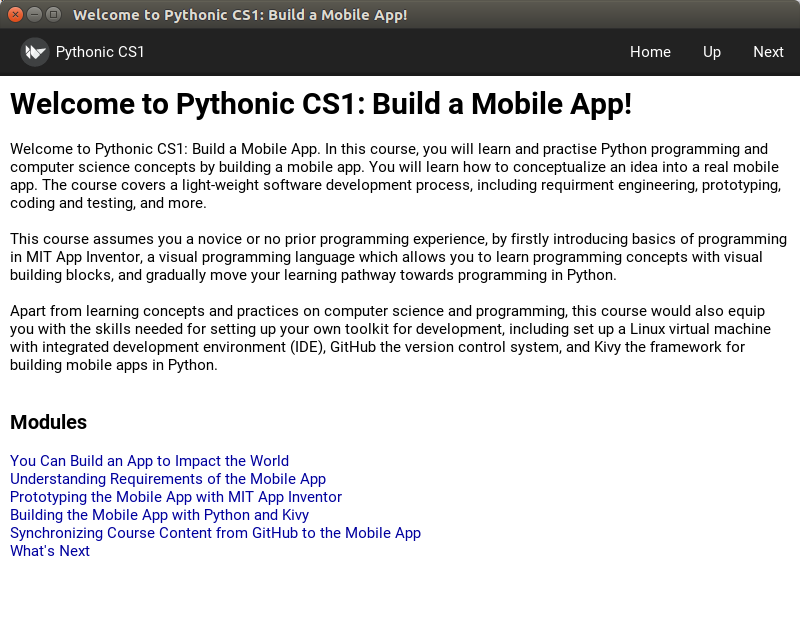 Welcome to Pythonic CS1: Build a Mobile App!
Pythonic CS1 Home Up Next
Welcome to Pythonic CS1: Build a Mobile App!
Welcome to Pythonic CS1: Build a Mobile App. In this course, you will learn and practise Python programming and
computer science concepts by building a mobile app. You will learn how to conceptualize an idea into a real mobile
app. The course covers a light-weight software development process, including requirment engineering, prototyping,
coding and testing, and more.
This course assumes you a novice or no prior programming experience, by firstly introducing basics of programming
in MIT App Inventor, a visual programming language which allows you to learn programming concepts with visual
building blocks, and gradually move your learning pathway towards programming in Python.
Apart from learning concepts and practices on computer science and programming, this course would also equip
you with the skills needed for setting up your own toolkit for development, including set up a Linux virtual machine
with integrated development environment (IDE), GitHub the version control system, and Kivy the framework for
building mobile apps in Python.
Modules
You Can Build an App to Impact the World
Understanding Requirements of the Mobile App
Prototyping the Mobile App with MIT App Inventor
Building the Mobile App with Python and Kivy
Synchronizing Course Content from GitHub to the Mobile App
What's Next